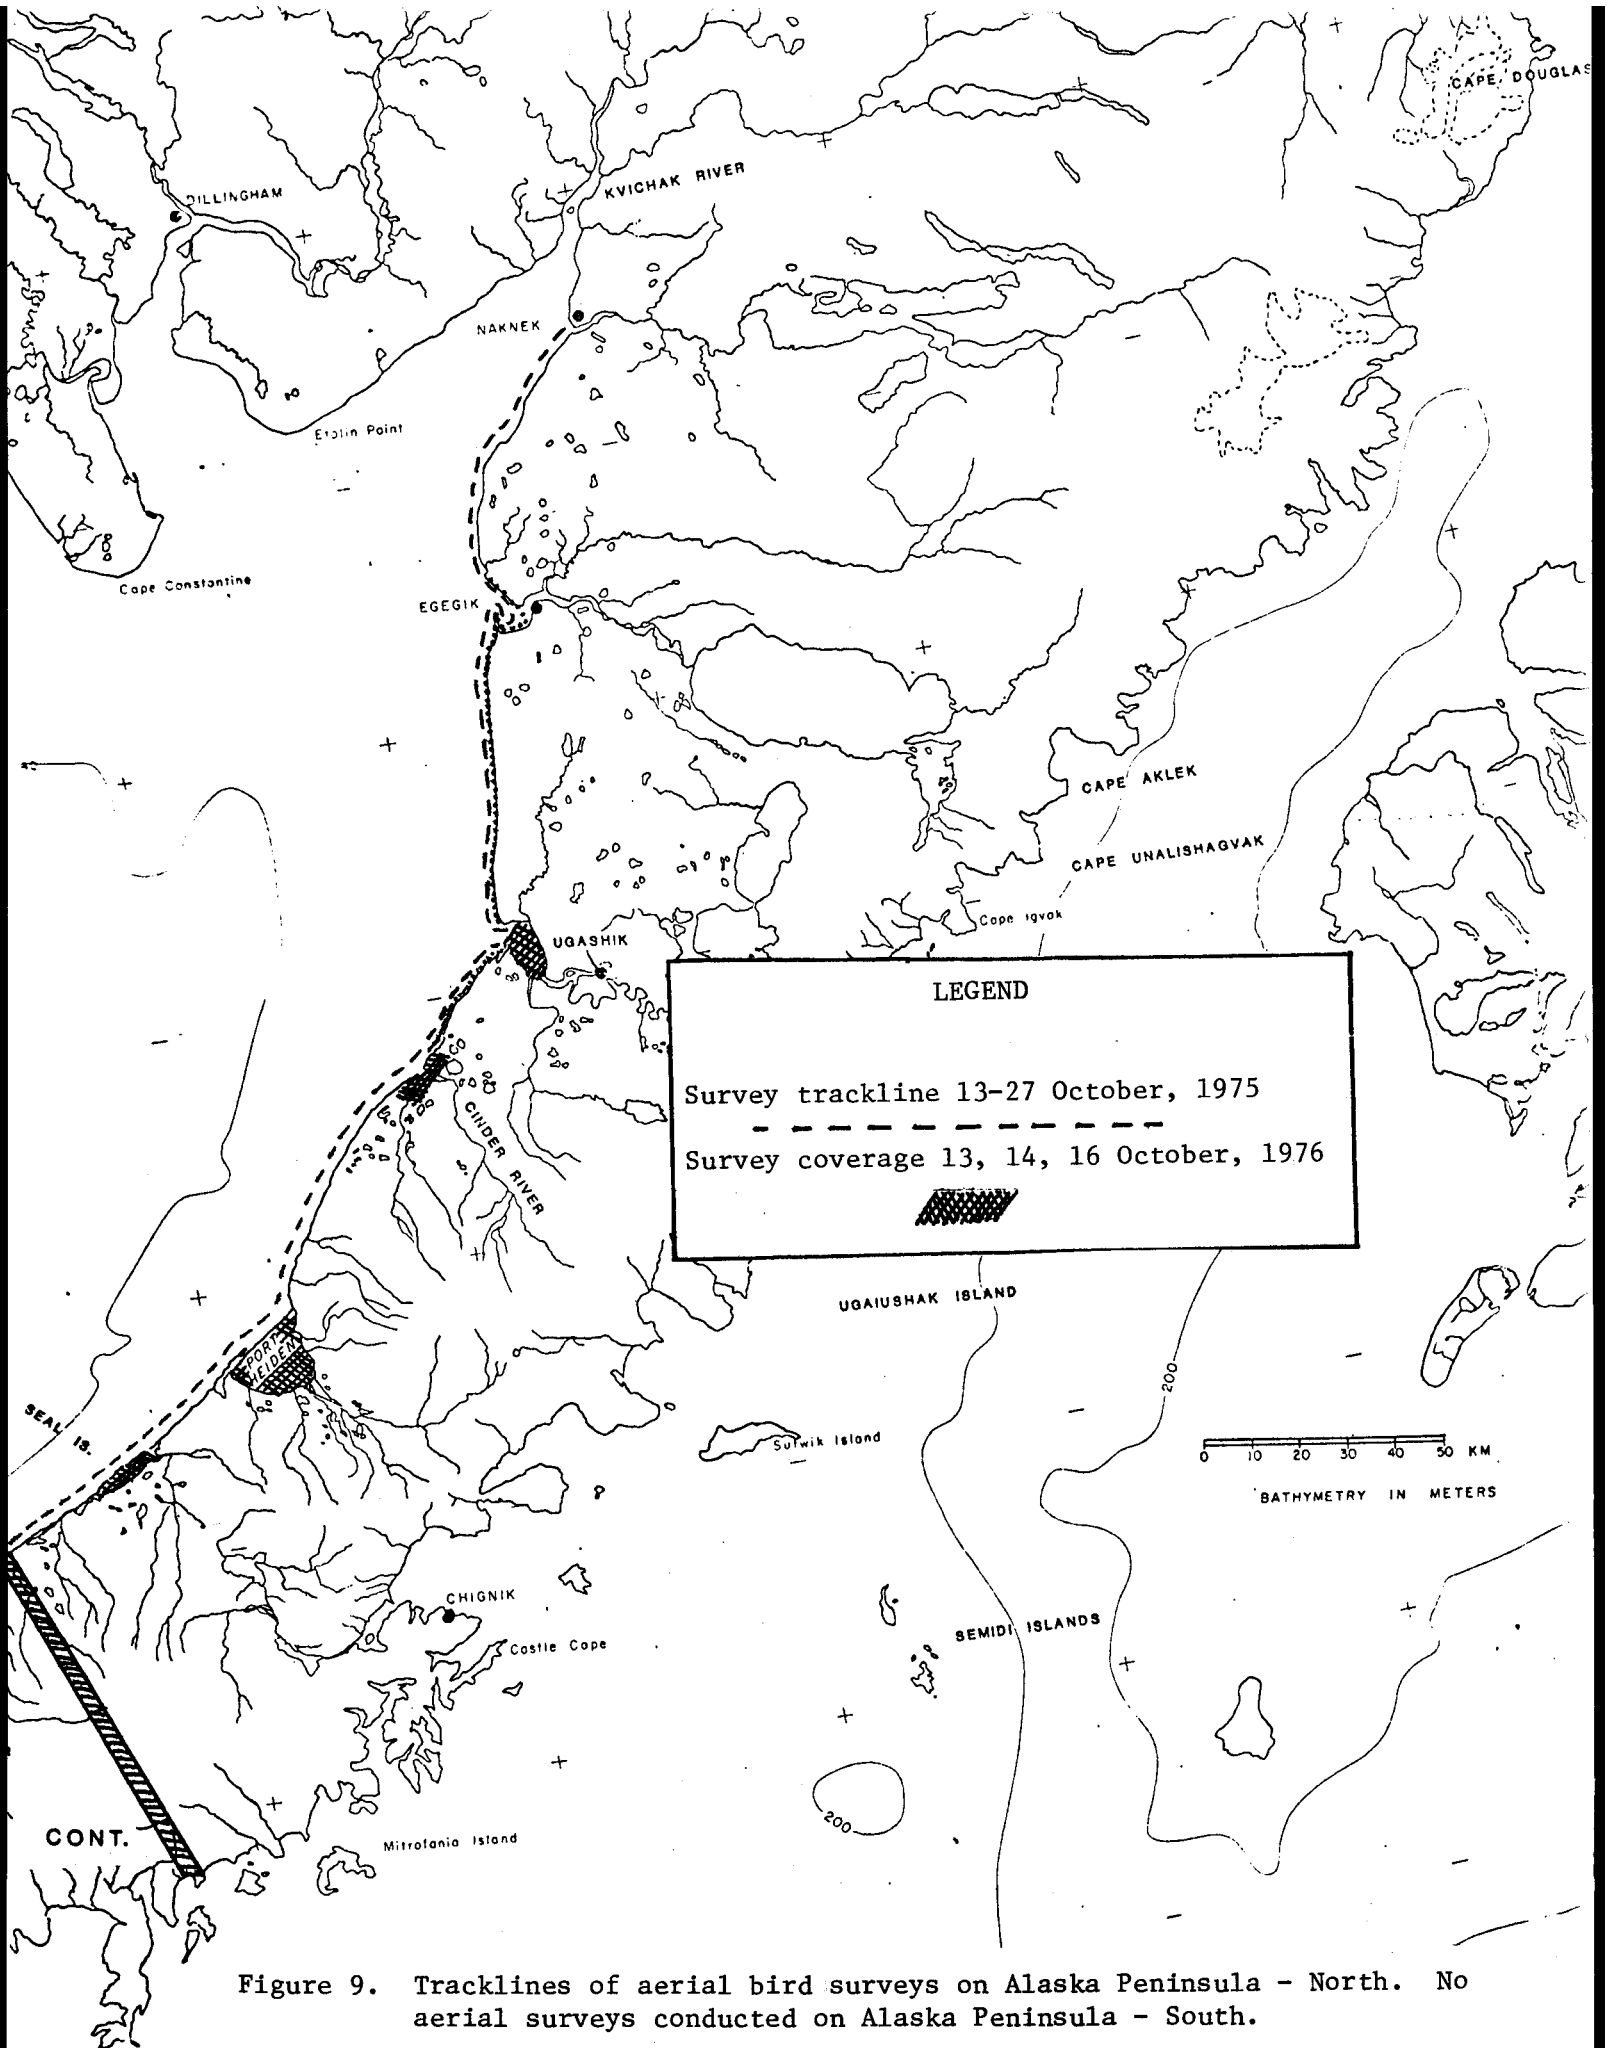 CAPE DOUGLAS
KVICHAK RIVER
DILLINGHAM
NAKNEK
Etolin Point
Cape Constantine
EGEGIK
CAPE AKLEK
CAPE UNALISHAGVAK
Cape Igvak
UGASHIK
LEGEND
Survey trackline 13-27 October, 1975
Survey coverage 13, 14, 16 October, 1976
CINDER RIVER
UGAIUSHAK ISLAND
PORT
HEIDEN
200
SEAL IS.
Sutwik Island
0 10 20 30 40 50 KM.
BATHYMETRY IN METERS
CHIGNIK
Castle Cape
SEMIDI ISLANDS
200
CONT.
Mitrofania Island
Figure 9. Tracklines of aerial bird surveys on Alaska Peninsula - North. No
aerial surveys conducted on Alaska Peninsula - South.